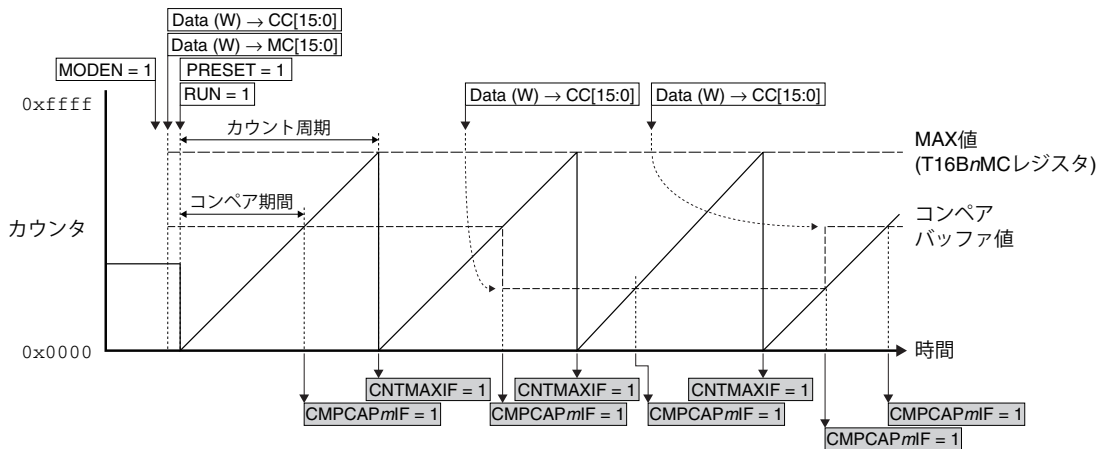 Data (W) → CC[15:0]
Data (W) → MC[15:0]
MODEN = 1
PRESET = 1
RUN = 1
Data (W) → CC[15:0]
Data (W) → CC[15:0]
0xffff
カウント周期
MAX値
(T16BnMCレジスタ)
コンペア期間
カウンタ
コンペア
バッファ値
0x0000
時間
CNTMAXIF = 1
CNTMAXIF = 1
CNTMAXIF = 1
CMPCAPmIF = 1
CMPCAPmIF = 1
CMPCAPmIF = 1
CMPCAPmIF = 1
CMPCAPmIF = 1